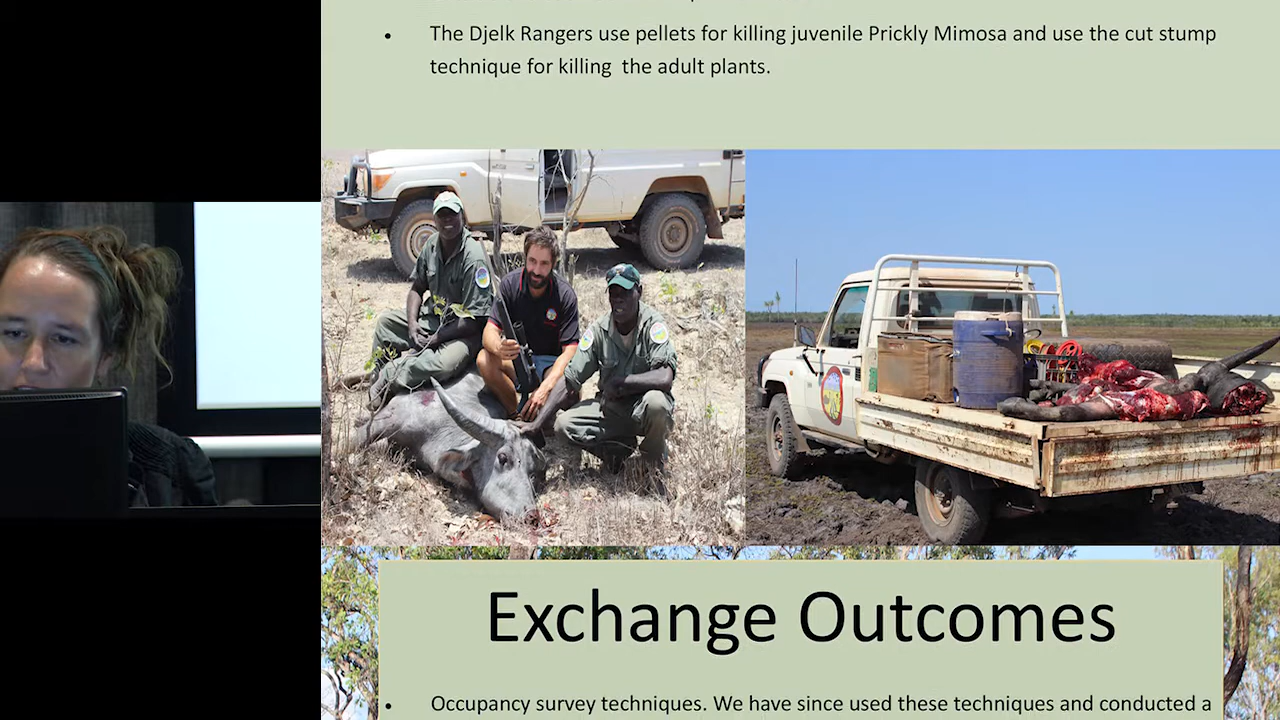 The Djelk Rangers use pellets for killing juvenile Prickly Mimosa and use the cut stump
technique for killing the adult plants.
Exchange Outcomes
Occupancy survey techniques. We have since used these techniques and conducted a